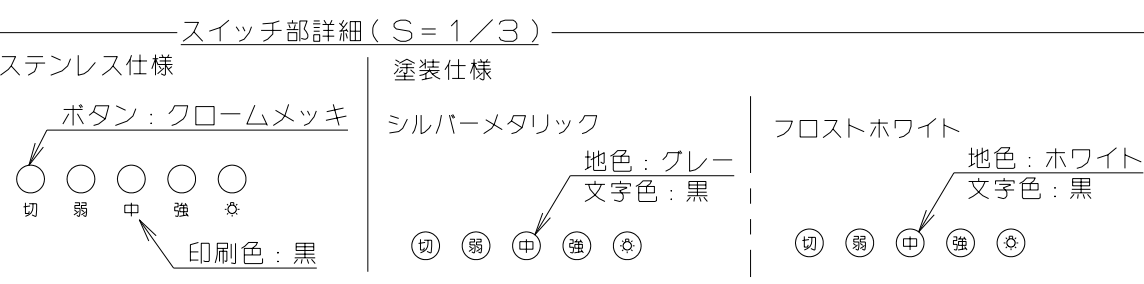 スイッチ部詳細(S=1/3)
ステンレス仕様
ボタン:クロームメッキ
切 弱 中 強
印刷色:黒
塗装仕様
シルバーメタリック
地色:グレー
文字色:黒
切 弱 中 強
フロストホワイト
地色:ホワイト
文字色:黒
切 弱 中 強